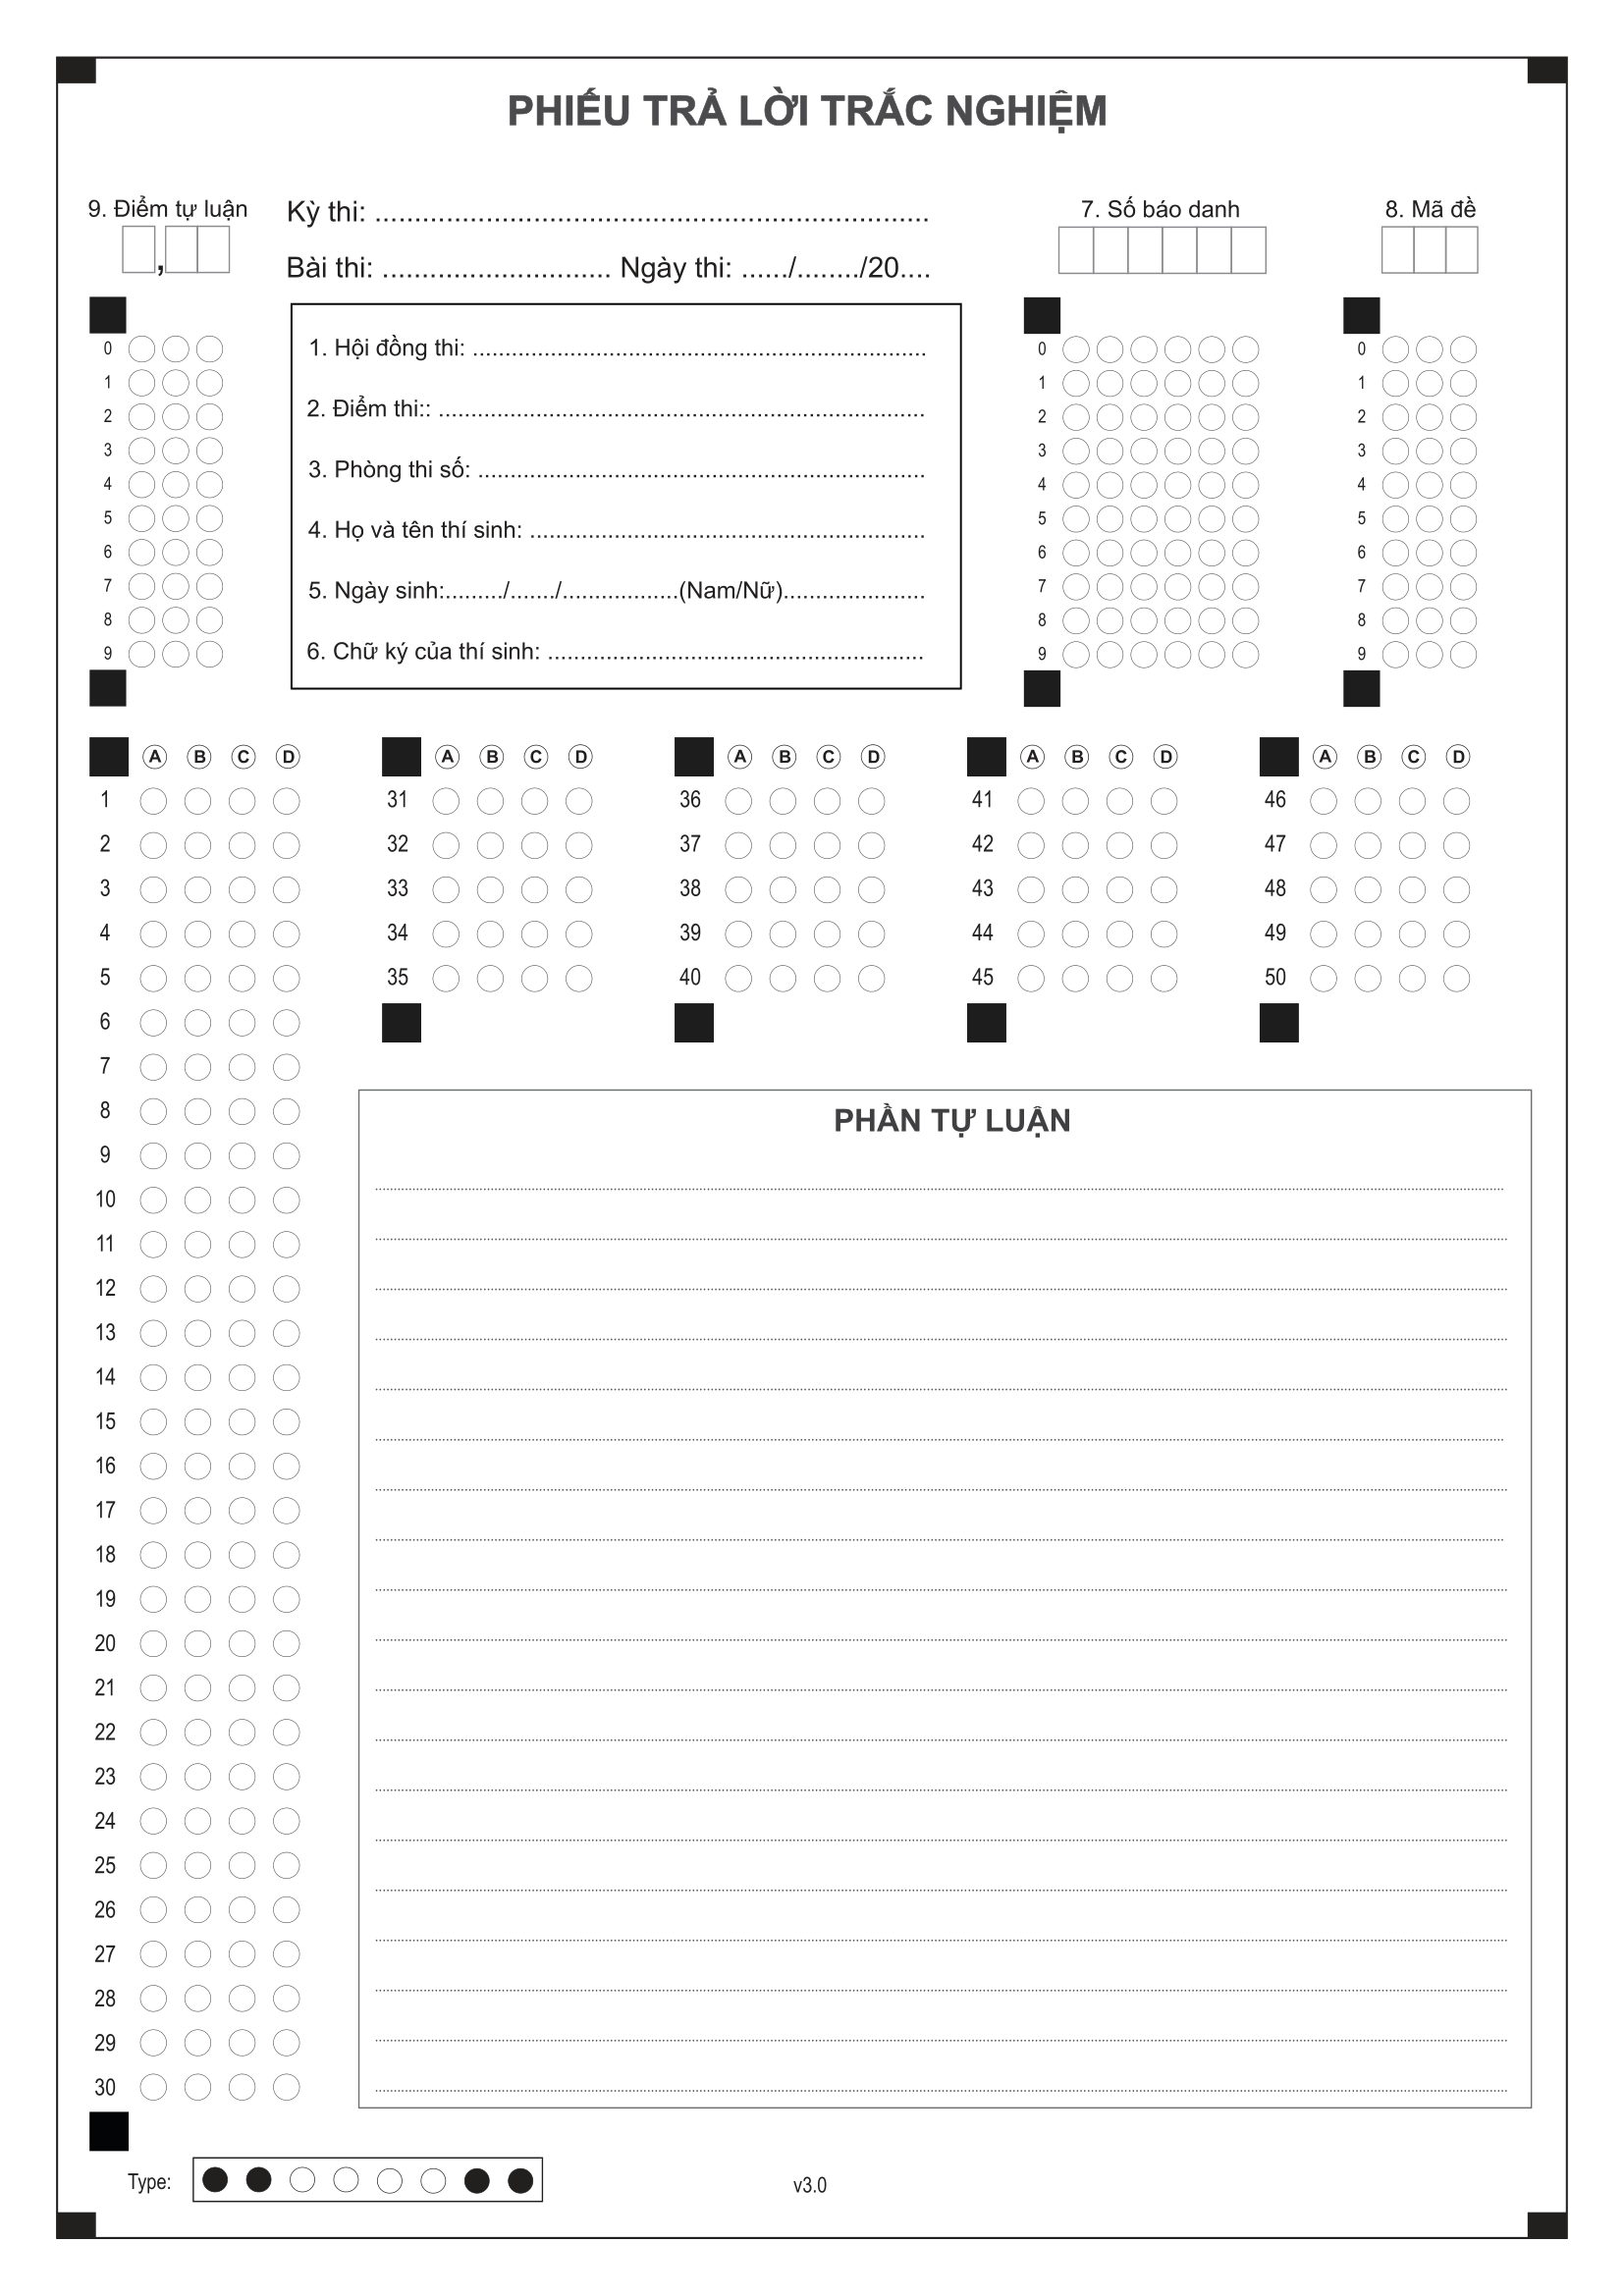 PHIẾU TRẢ LỜI TRẮC NGHIỆM
9. Điểm tự luận
,
Kỳ thi: ......................................................................
Bài thi: ............................. Ngày thi: ....../......../20....
7. Số báo danh
8. Mã đề
1. Hội đồng thi: ......................................................................
2. Điểm thi:: ...........................................................................
3. Phòng thi số: .....................................................................
4. Họ và tên thí sinh: .............................................................
5. Ngày sinh:........./......./..................(Nam/Nữ)......................
6. Chữ ký của thí sinh: ..........................................................
0 0 0
1 1 1
2 2 2
3 3 3
4 4 4
5 5 5
6 6 6
7 7 7
8 8 8
9 9 9
A B C D A B C D A B C D A B C D A B C D
1 31 36 41 46
2 32 37 42 47
3 33 38 43 48
4 34 39 44 49
5 35 40 45 50
6
7
8
9
10
11
12
13
14
15
16
17
18
19
20
21
22
23
24
25
26
27
28
29
30
PHẦN TỰ LUẬN
Type:
v3.0